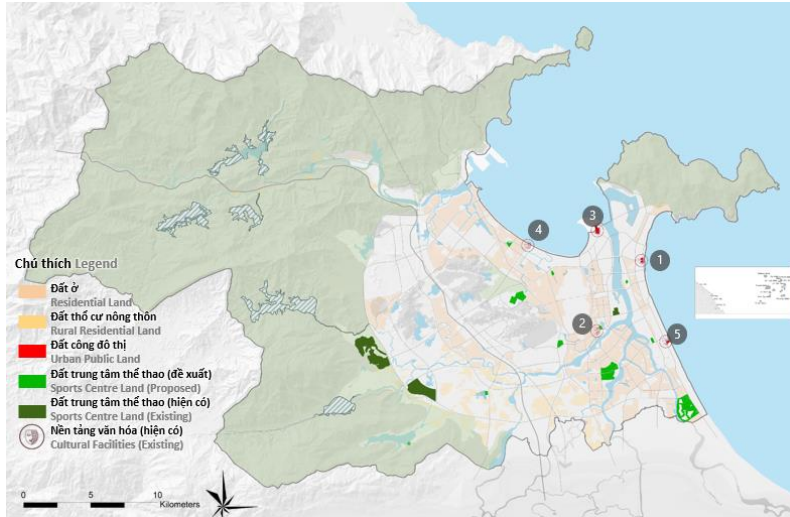 3
4
1
2
5
Chú thích Legend
Đất ở
Residential Land
Đất thổ cư nông thôn
Rural Residential Land
Đất công đô thị
Urban Public Land
Đất trung tâm thể thao (đề xuất)
Sports Centre Land (Proposed)
Đất trung tâm thể thao (hiện có)
Sports Centre Land (Existing)
Nền tảng văn hóa (hiện có)
Cultural Facilities (Existing)
0 5 10
Kilometers